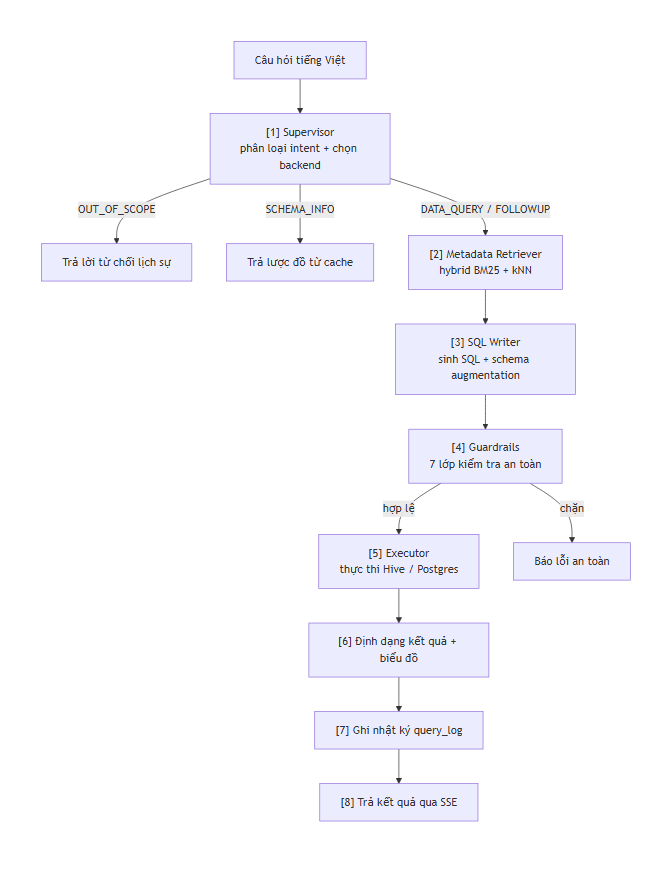 Câu hỏi tiếng Việt
[1] Supervisor
phân loại intent + chọn
backend
OUT_OF_SCOPE
SCHEMA_INFO
DATA_QUERY / FOLLOWUP
Trả lời từ chối lịch sự
Trả lược đồ từ cache
[2] Metadata Retriever
hybrid BM25 + kNN
[3] SQL Writer
sinh SQL + schema
augmentation
[4] Guardrails
7 lớp kiểm tra an toàn
hợp lệ
chặn
[5] Executor
thực thi Hive / Postgres
Báo lỗi an toàn
[6] Định dạng kết quả +
biểu đồ
[7] Ghi nhật ký query_log
[8] Trả kết quả qua SSE